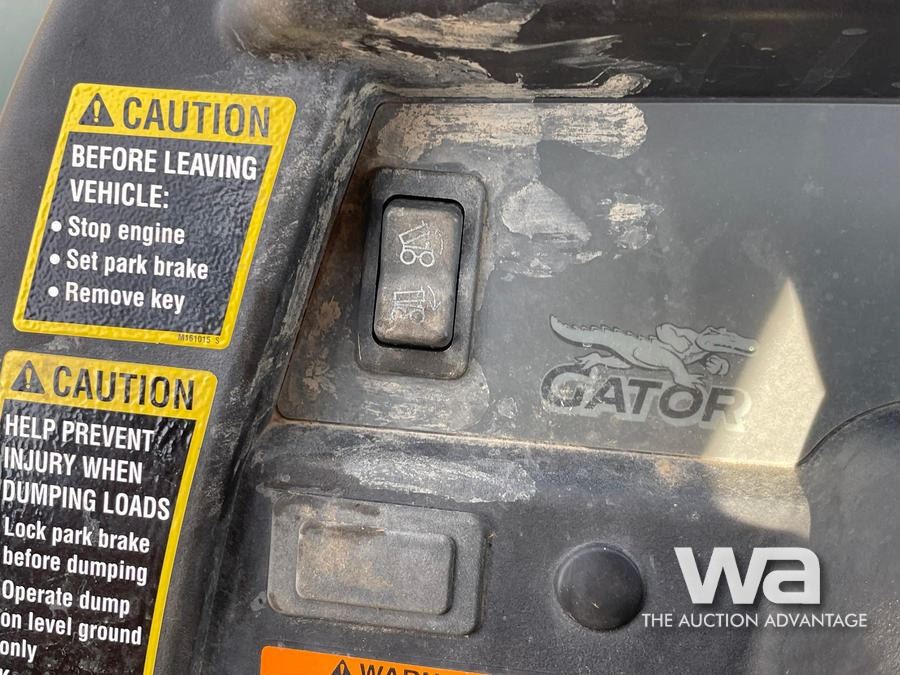 CAUTION
BEFORE LEAVING
VEHICLE:
• Stop engine
• Set park brake
• Remove key
M161015 S
CAUTION
HELP PREVENT
INJURY WHEN
DUMPING LOADS
Lock park brake
before dumping
Operate dump
on level ground
only
GATOR
wa
THE AUCTION ADVANTAGE